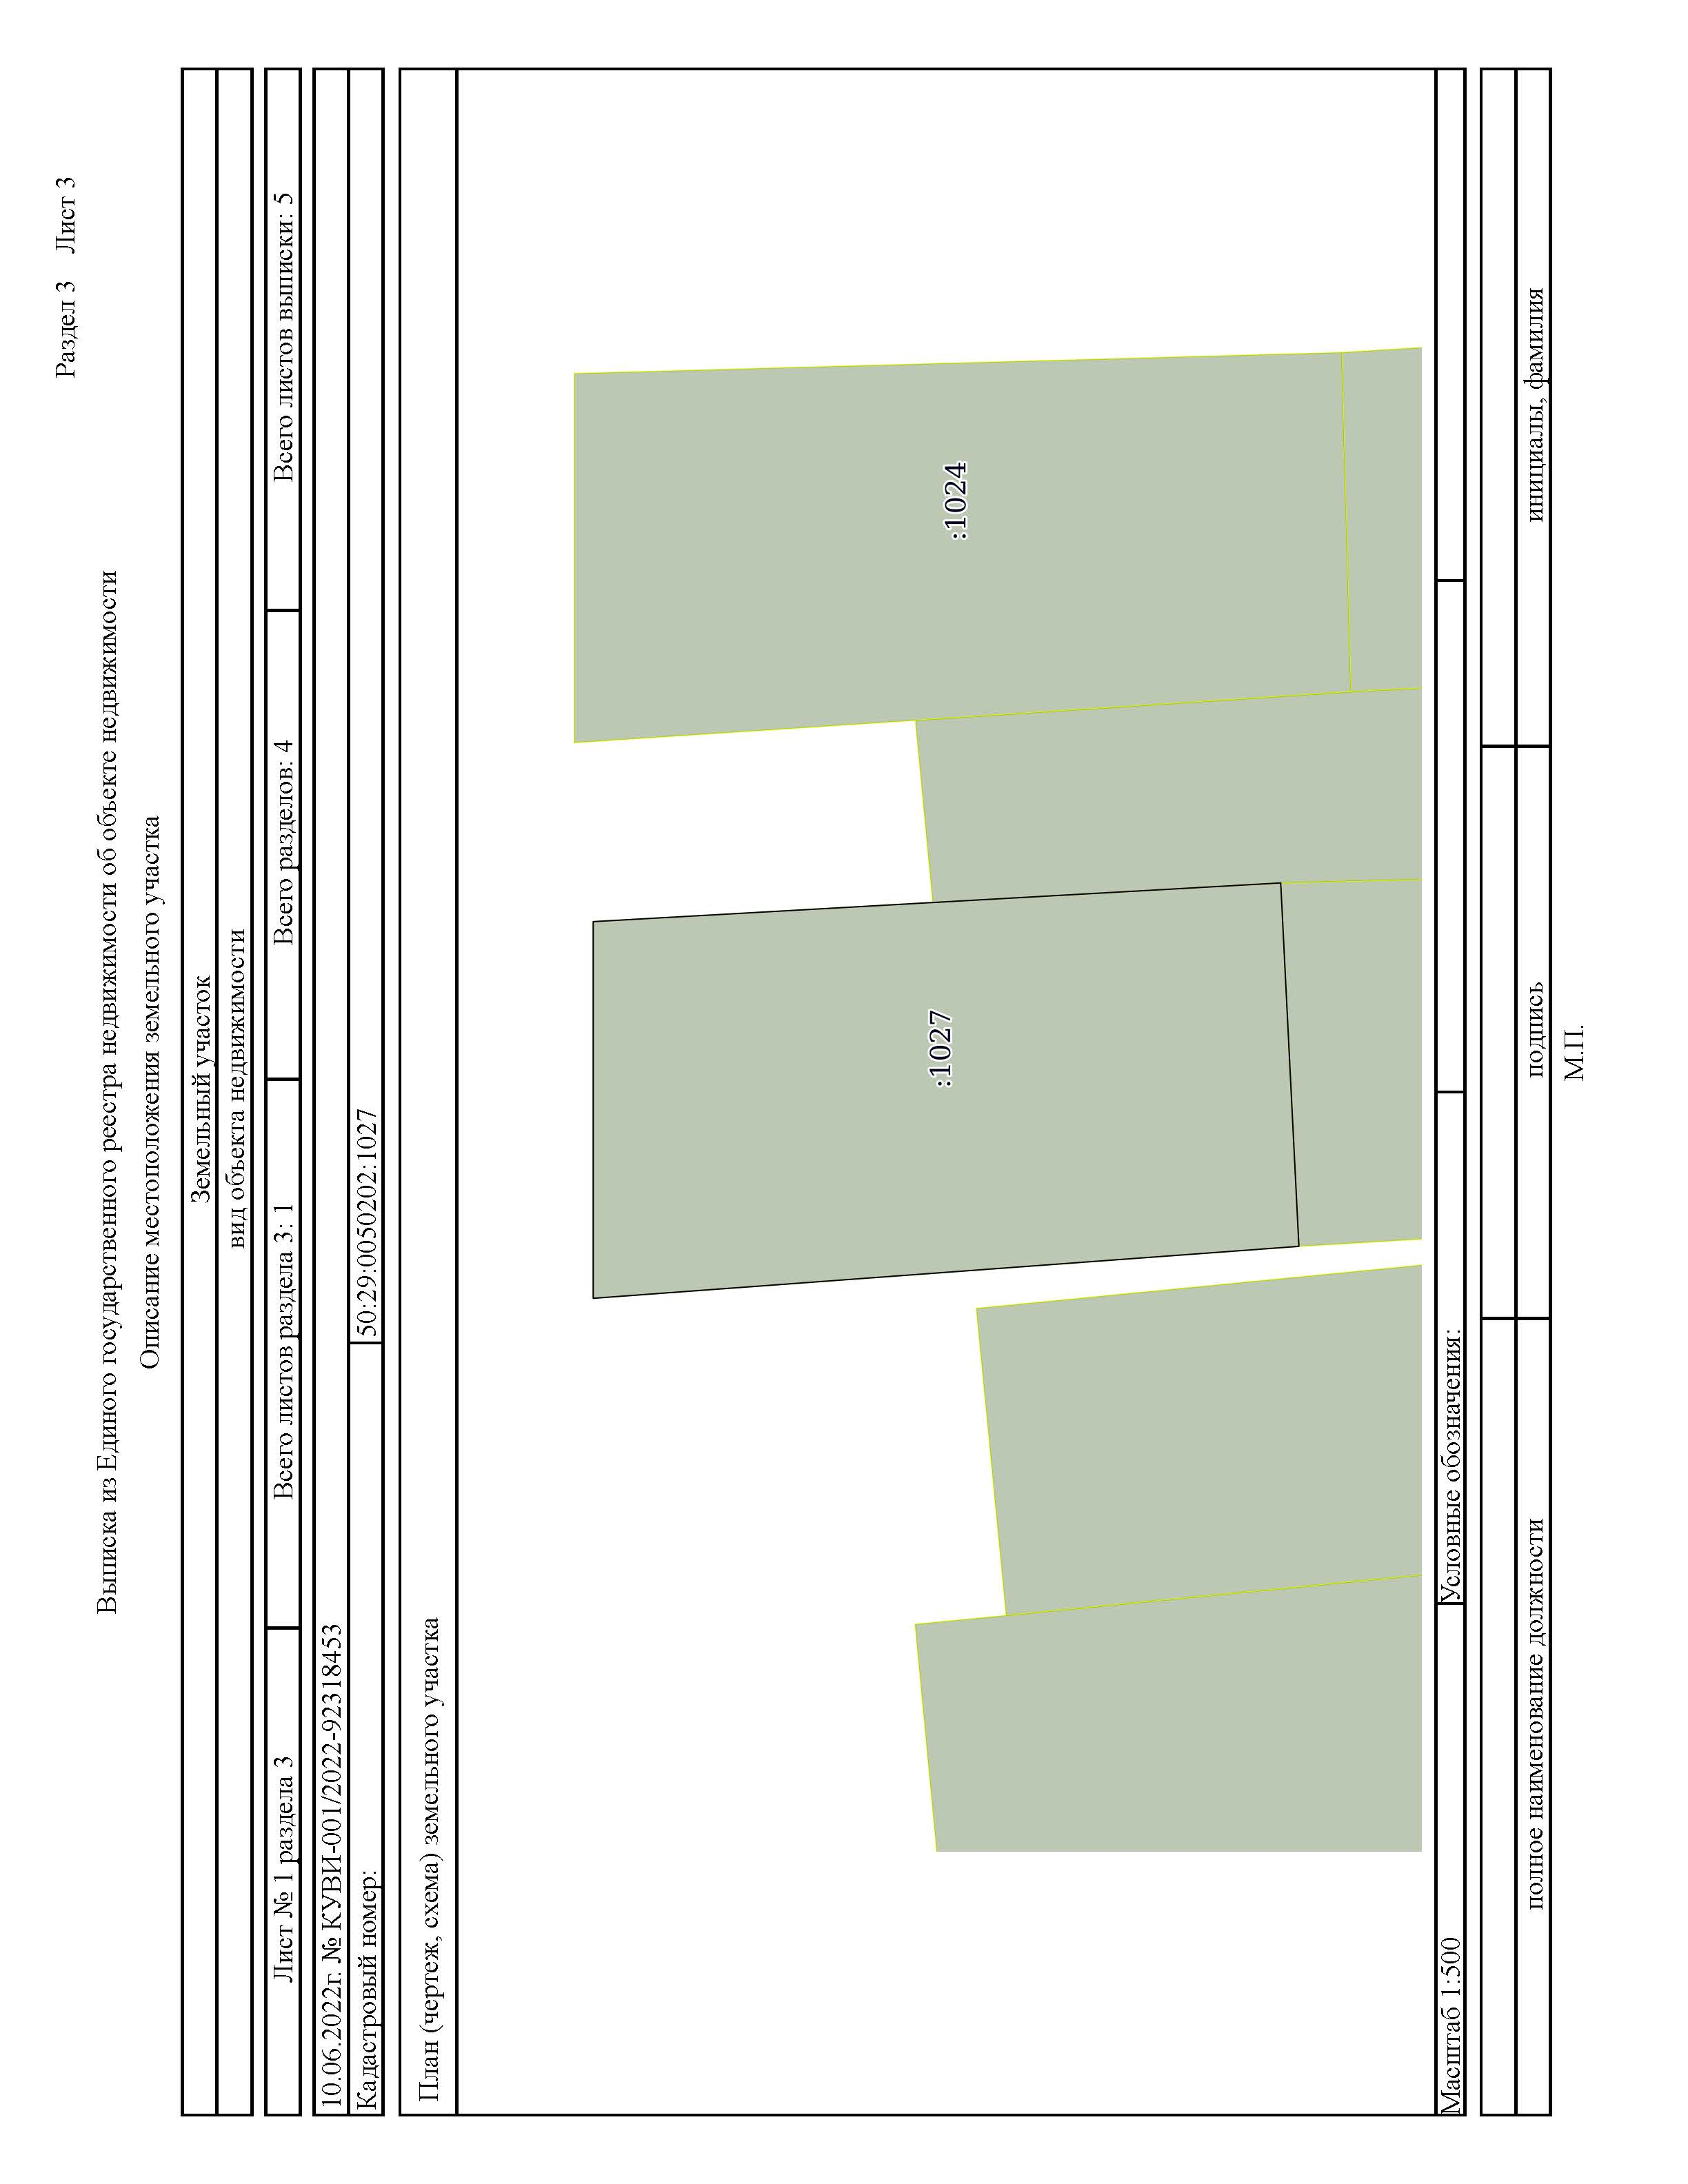 Раздел 3 Лист 3
Выписка из Единого государственного реестра недвижимости об объекте недвижимости
Описание местоположения земельного участка
Земельный участок
вид объекта недвижимости
Лист № 1 раздела 3 Всего листов раздела 3: 1 Всего разделов: 4 Всего листов выписки: 5
10.06.2022г. № КУВИ-001/2022-92318453
Кадастровый номер: 50:29:0050202:1027
План (чертеж, схема) земельного участка
:1027
:1024
Масштаб 1:500 Условные обозначения:
полное наименование должности подпись инициалы, фамилия
М.П.